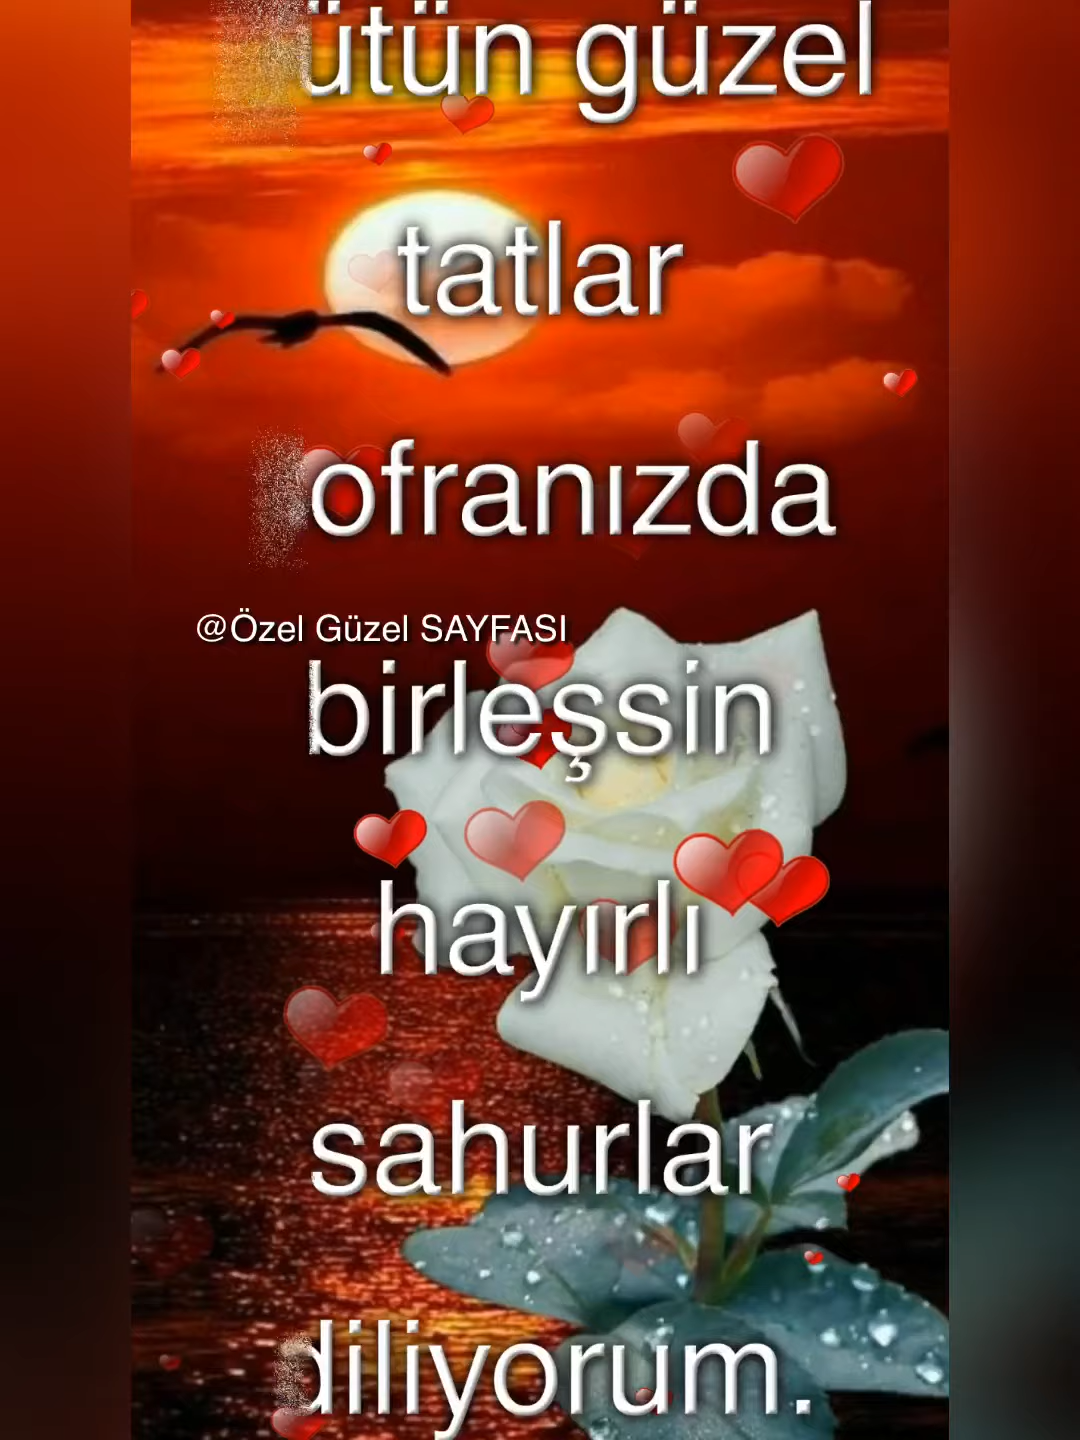 ütün güzel
tatlar
ofranızda
@Özel Güzel SAYFASI
birleşsin
hayırlı
sahurlar
diliyorum.